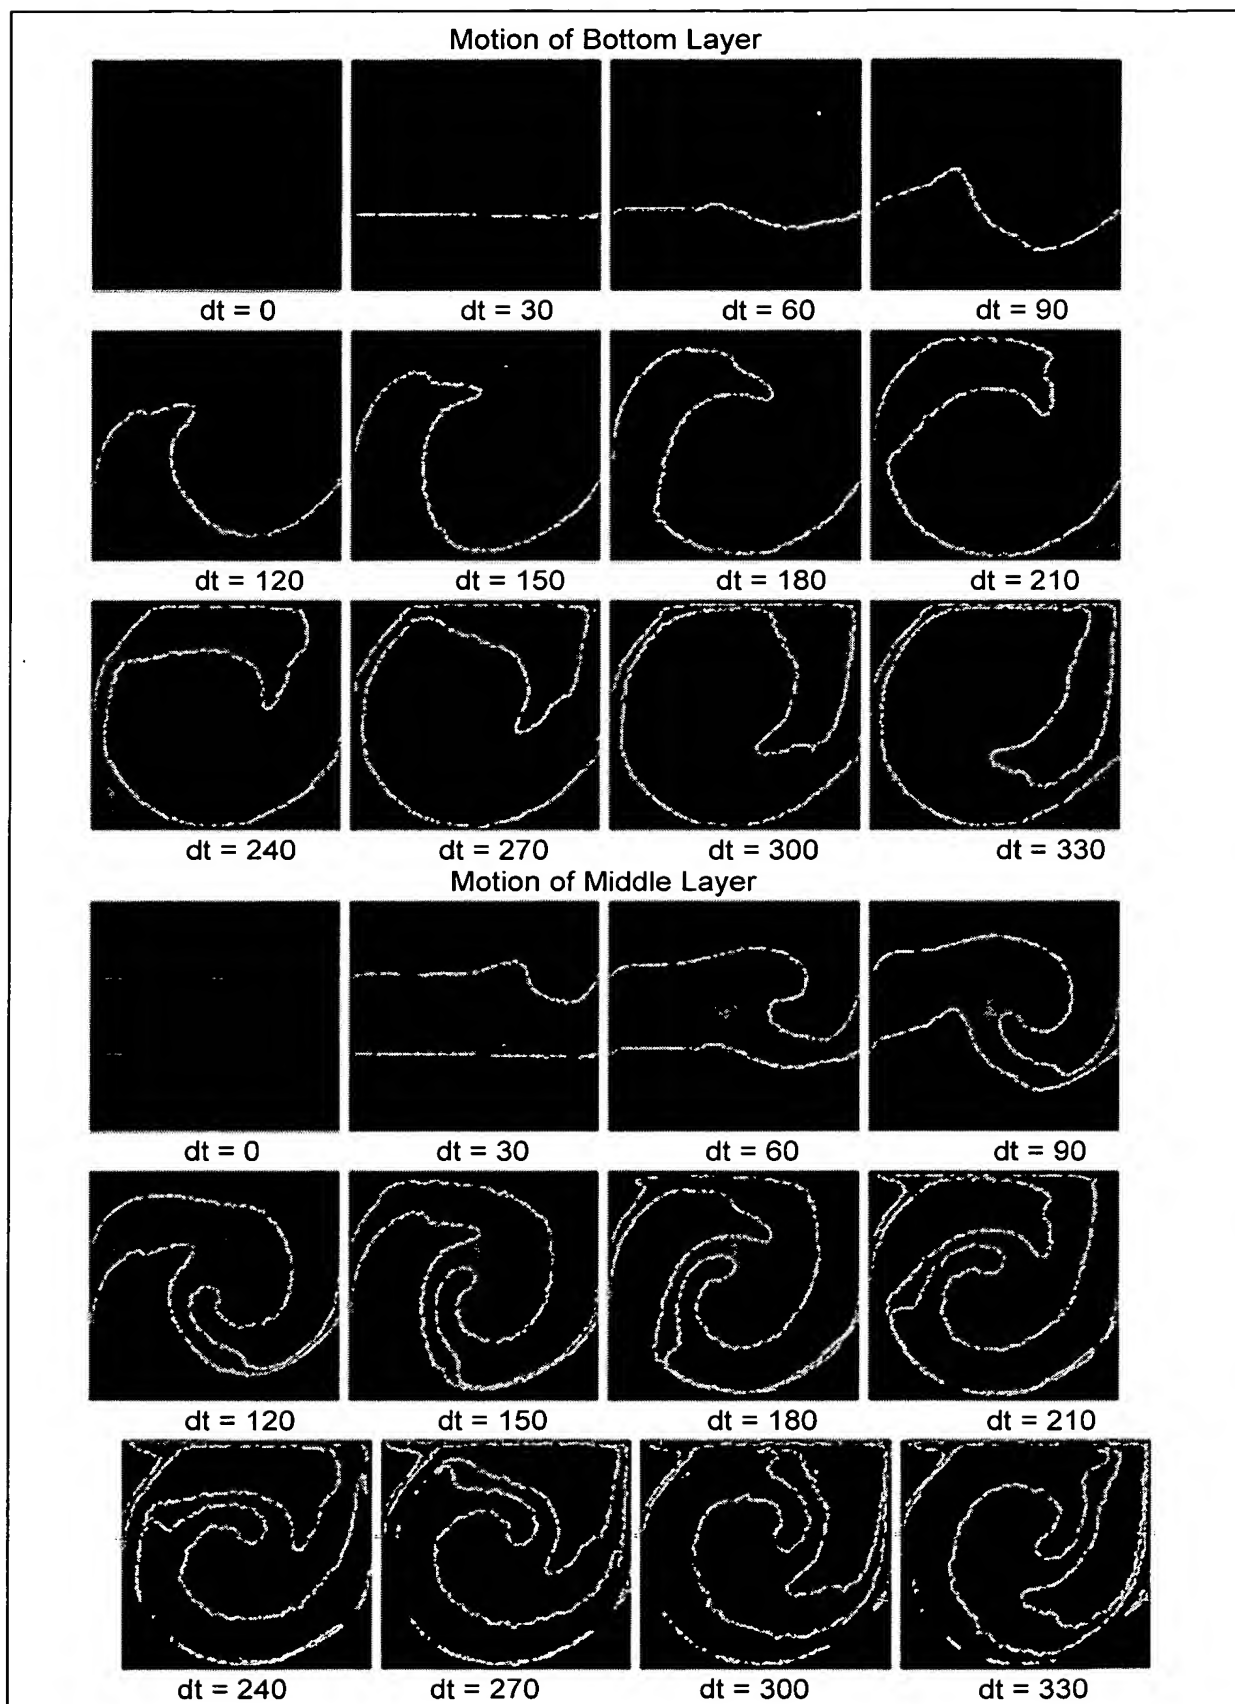 Motion of Bottom Layer
dt = 0 dt = 30 dt = 60 dt = 90
dt = 120 dt = 150 dt = 180 dt = 210
dt = 240 dt = 270 dt = 300 dt = 330
Motion of Middle Layer
dt = 0 dt = 30 dt = 60 dt = 90
dt = 120 dt = 150 dt = 180 dt = 210
dt = 240 dt = 270 dt = 300 dt = 330